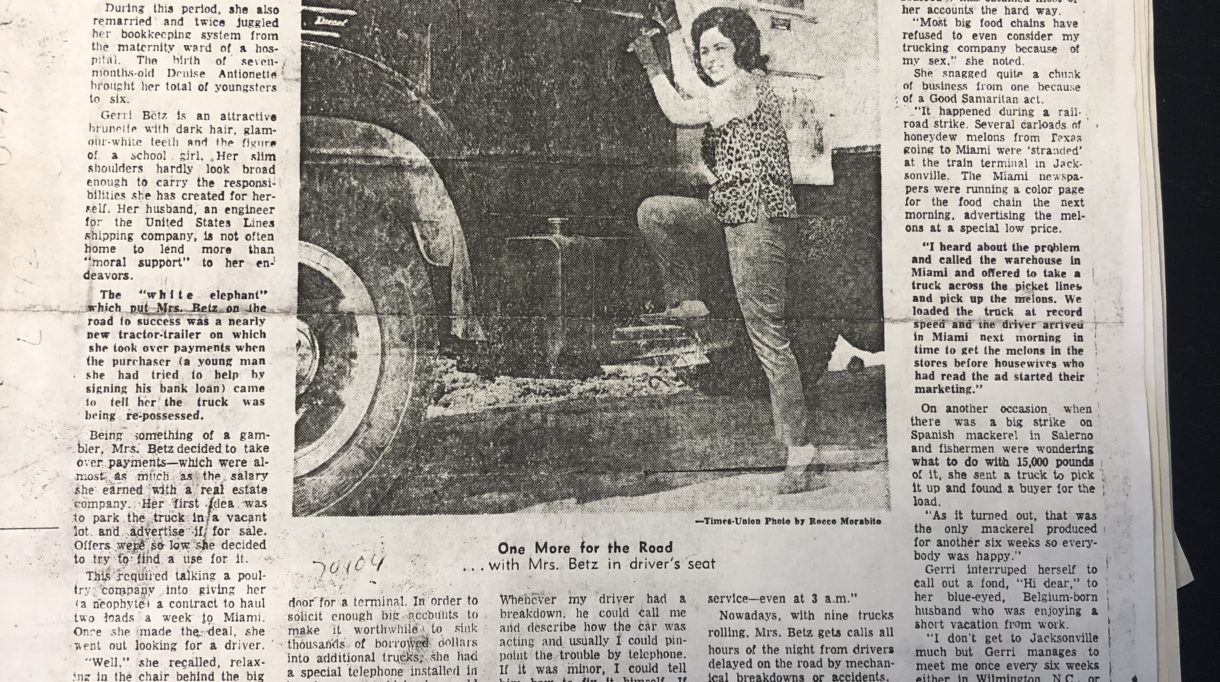 During this period, she also
remarried and twice juggled
her bookkeeping system from
the maternity ward of a hos-
pital. The birth of seven-
months-old Denise Antionette
brought her total of youngsters
to six.
Gerri Betz is an attractive
brunette with dark hair, glam-
our-white teeth and the figure
of a school girl. Her slim
shoulders hardly look broad
enough to carry the responsi-
bilities she has created for her-
self. Her husband, an engineer
for the United States Lines
shipping company, is not often
home to lend more than
"moral support" to her en-
deavors.
The "white elephant"
which put Mrs. Betz on the
road to success was a nearly
new tractor-trailer on which
she took over payments when
the purchaser (a young man
she had tried to help by
signing his bank loan) came
to tell her the truck was
being re-possessed.
Being something of a gam-
bler, Mrs. Betz decided to take
over payments—which were al-
most as much as the salary
she earned with a real estate
company. Her first idea was
to park the truck in a vacant
lot and advertise it for sale.
Offers were so low she decided
to try to find a use for it.
This required talking a poul-
try company into giving her
(a neophyte) a contract to haul
two loads a week to Miami.
Once she made the deal, she
went out looking for a driver.
"Well," she recalled, relax-
ing in the chair behind the big
Diesel
—Times-Union Photo by Rocco Morabito
One More for the Road
...with Mrs. Betz in driver's seat
door for a terminal. In order to
solicit enough big accounts to
make it worthwhile to sink
thousands of borrowed dollars
into additional trucks, she had
a special telephone installed in
Whenever my driver had a
breakdown, he could call me
and describe how the car was
acting and usually I could pin-
point the trouble by telephone.
If it was minor, I could tell
him how to fix it himself. If
service—even at 3 a.m."
Nowadays, with nine trucks
rolling, Mrs. Betz gets calls all
hours of the night from drivers
delayed on the road by mechan-
ical breakdowns or accidents.
her accounts the hard way.
"Most big food chains have
refused to even consider my
trucking company because of
my sex," she noted.
She snagged quite a chunk
of business from one because
of a Good Samaritan act.
"It happened during a rail-
road strike. Several carloads of
honeydew melons from Texas
going to Miami were 'stranded'
at the train terminal in Jack-
sonville. The Miami newspa-
pers were running a color page
for the food chain the next
morning, advertising the mel-
ons at a special low price.
"I heard about the problem
and called the warehouse in
Miami and offered to take a
truck across the picket lines
and pick up the melons. We
loaded the truck at record
speed and the driver arrived
in Miami next morning in
time to get the melons in the
stores before housewives who
had read the ad started their
marketing."
On another occasion when
there was a big strike on
Spanish mackerel in Salerno
and fishermen were wondering
what to do with 15,000 pounds
of it, she sent a truck to pick
it up and found a buyer for the
load.
"As it turned out, that was
the only mackerel produced
for another six weeks so every-
body was happy."
Gerri interruped herself to
call out a fond, "Hi dear," to
her blue-eyed, Belgium-born
husband who was enjoying a
short vacation from work.
"I don't get to Jacksonville
much but Gerri manages to
meet me once every six weeks
either in Wilmington, N.C., or